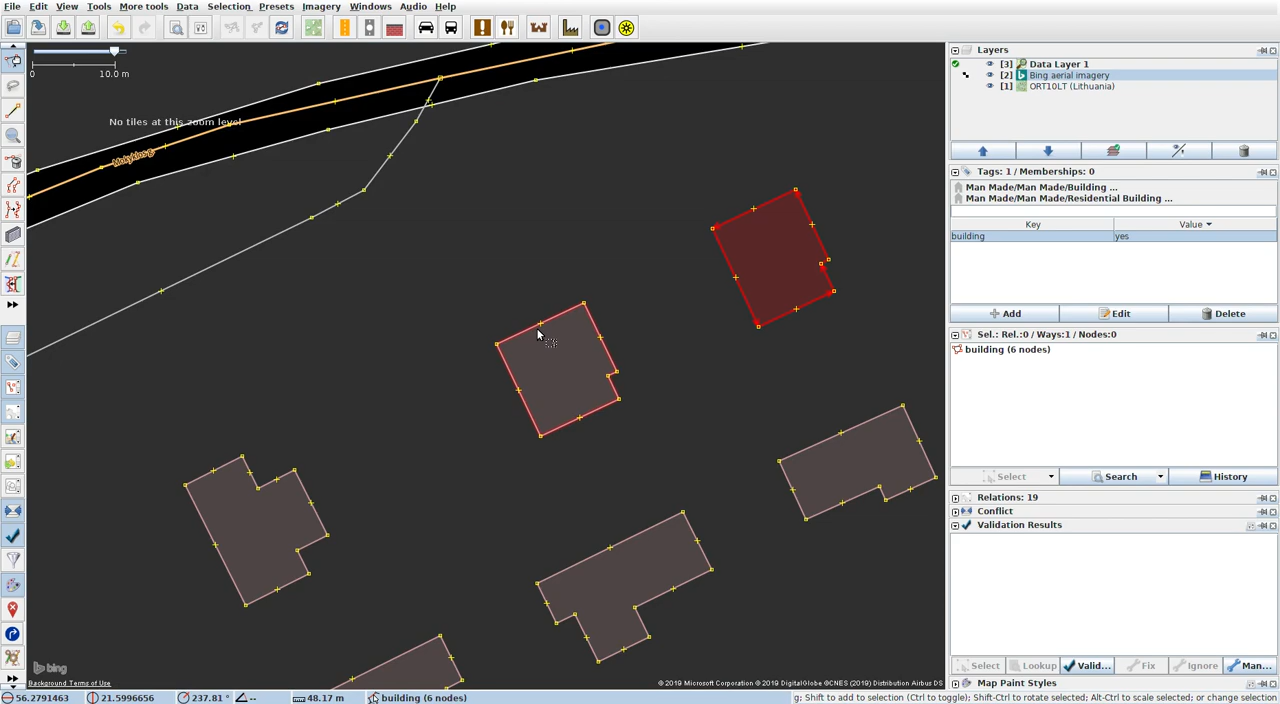 File Edit View Tools More tools Data Selection Presets Imagery Windows Audio Help
0 10.0 m
No tiles at this zoom level
Mokyklos g.
bing
Background Terms of Use
© 2019 Microsoft Corporation © 2019 DigitalGlobe ©CNES (2019) Distribution Airbus DS
Layers
[3] Data Layer 1
[2] Bing aerial imagery
[1] ORT10LT (Lithuania)
Tags: 1 / Memberships: 0
Man Made/Man Made/Building ...
Man Made/Man Made/Residential Building ...
Key Value
building yes
Add Edit Delete
Sel.: Rel.:0 / Ways:1 / Nodes:0
building (6 nodes)
Select Search History
Relations: 19
Conflict
Validation Results
Select Lookup Valid... Fix Ignore Man...
Map Paint Styles
56.2791463 21.5996656 237.81 ° -- 48.17 m building (6 nodes) g; Shift to add to selection (Ctrl to toggle); Shift-Ctrl to rotate selected; Alt-Ctrl to scale selected; or change selection